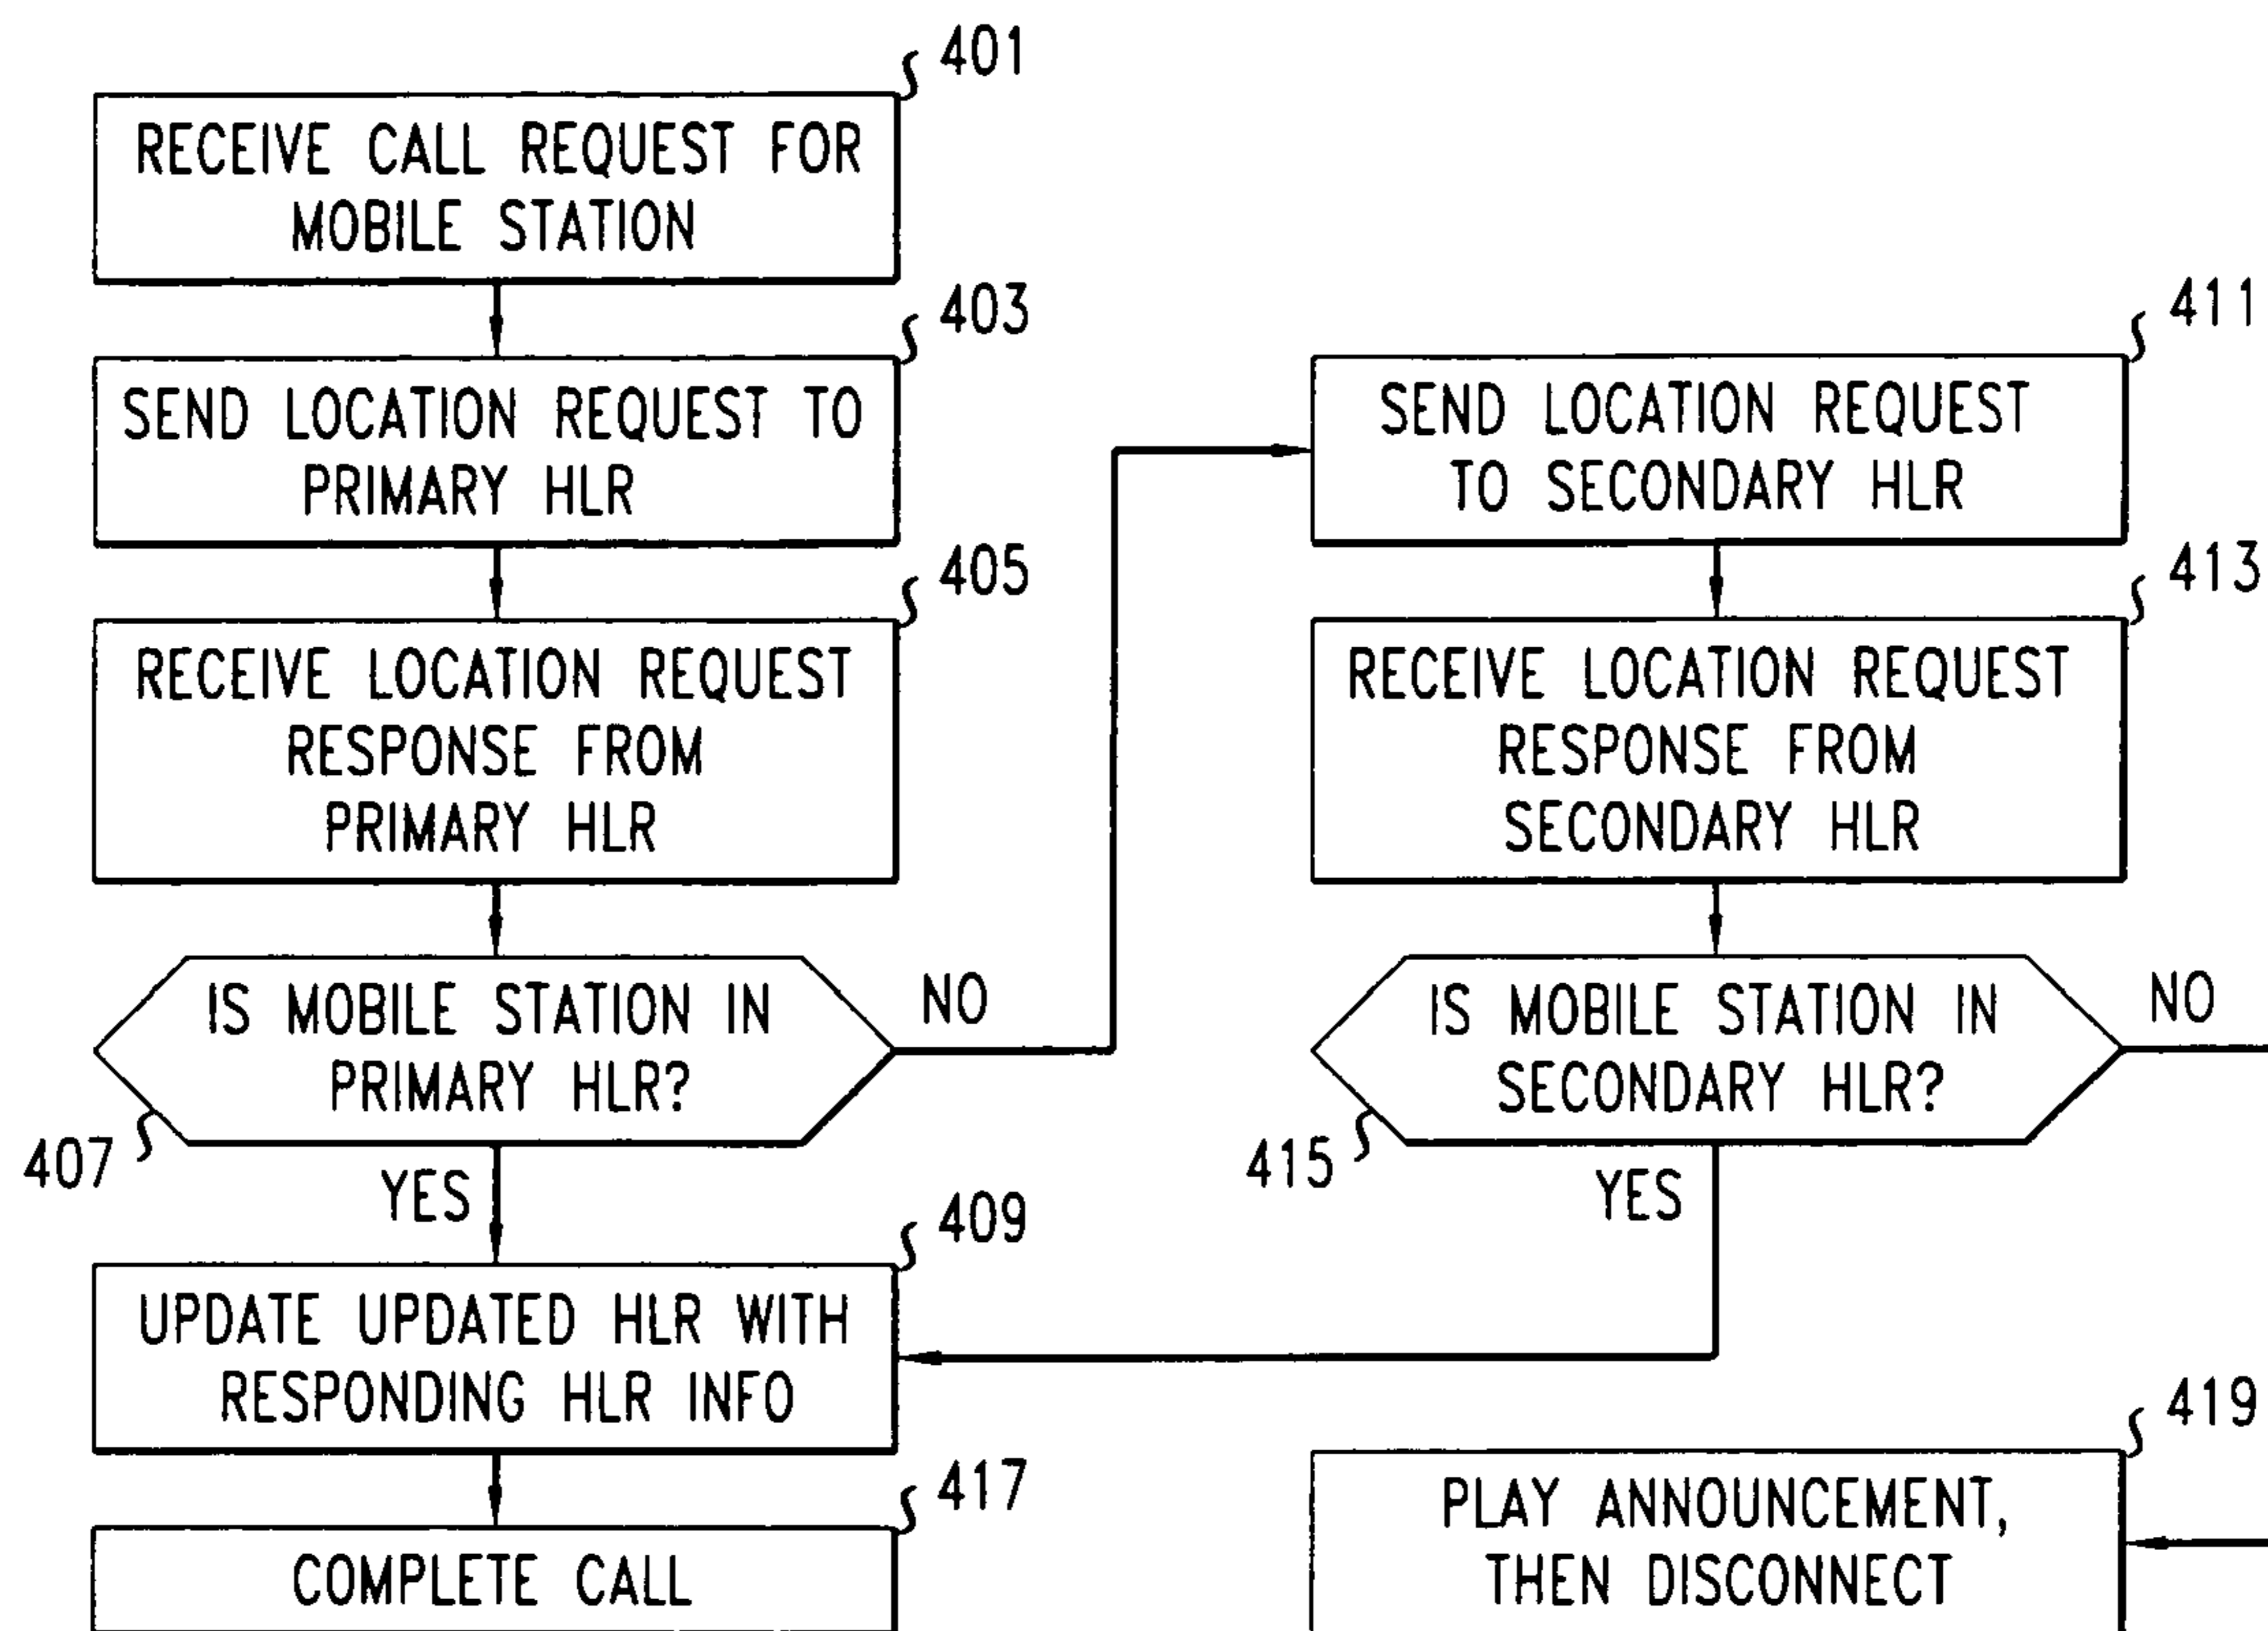 401
RECEIVE CALL REQUEST FOR
MOBILE STATION
403
SEND LOCATION REQUEST TO
PRIMARY HLR
405
RECEIVE LOCATION REQUEST
RESPONSE FROM
PRIMARY HLR
IS MOBILE STATION IN
PRIMARY HLR?
NO
407
YES
409
UPDATE UPDATED HLR WITH
RESPONDING HLR INFO
417
COMPLETE CALL
411
SEND LOCATION REQUEST
TO SECONDARY HLR
413
RECEIVE LOCATION REQUEST
RESPONSE FROM
SECONDARY HLR
IS MOBILE STATION IN
SECONDARY HLR?
NO
415
YES
419
PLAY ANNOUNCEMENT,
THEN DISCONNECT